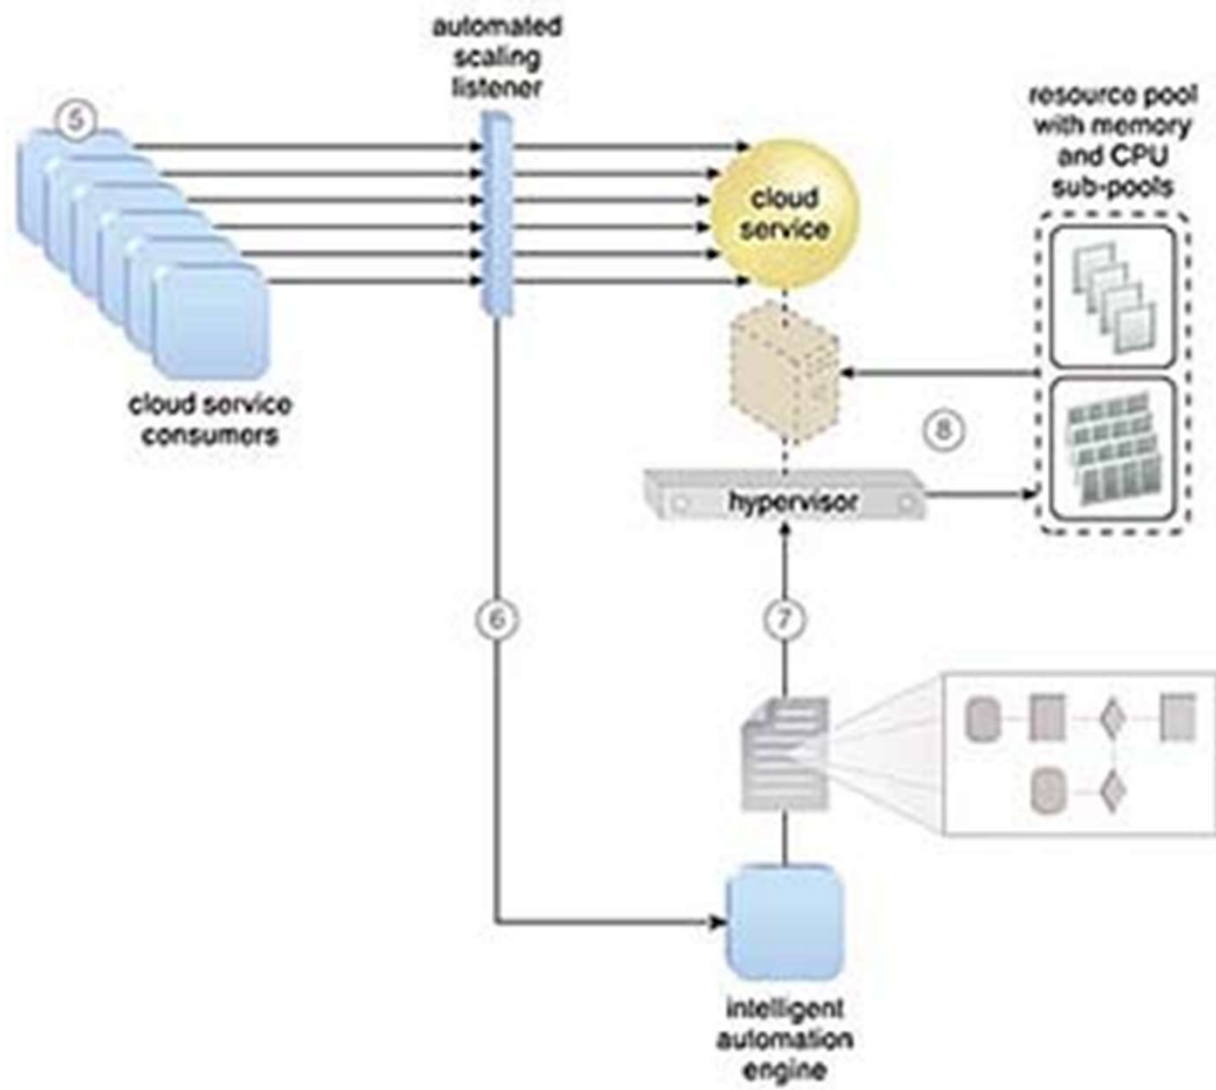 automated
scaling
listener
5
resource pool
with memory
and CPU
sub-pools
cloud
service
cloud service
consumers
8
hypervisor
6
7
intelligent
automation
engine